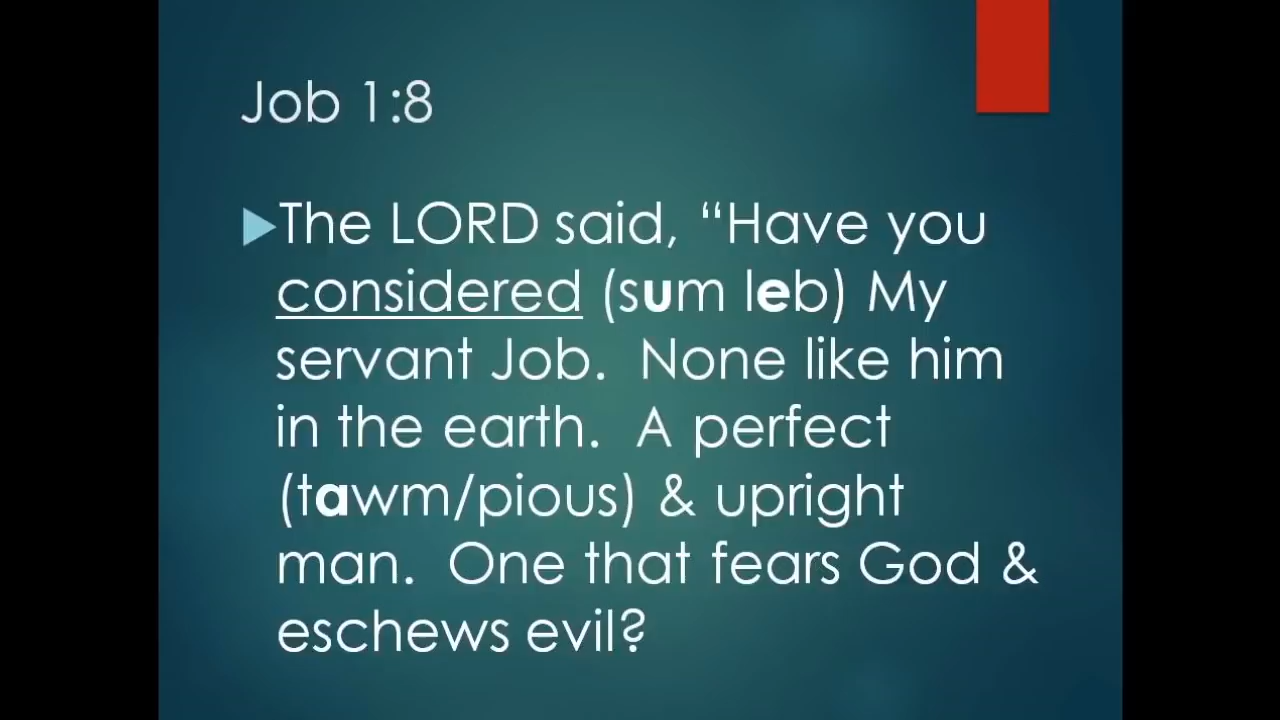 Job 1:8
The LORD said, “Have you
considered (sum leb) My
servant Job.  None like him
in the earth.  A perfect
(tawm/pious) & upright
man.  One that fears God &
eschews evil?